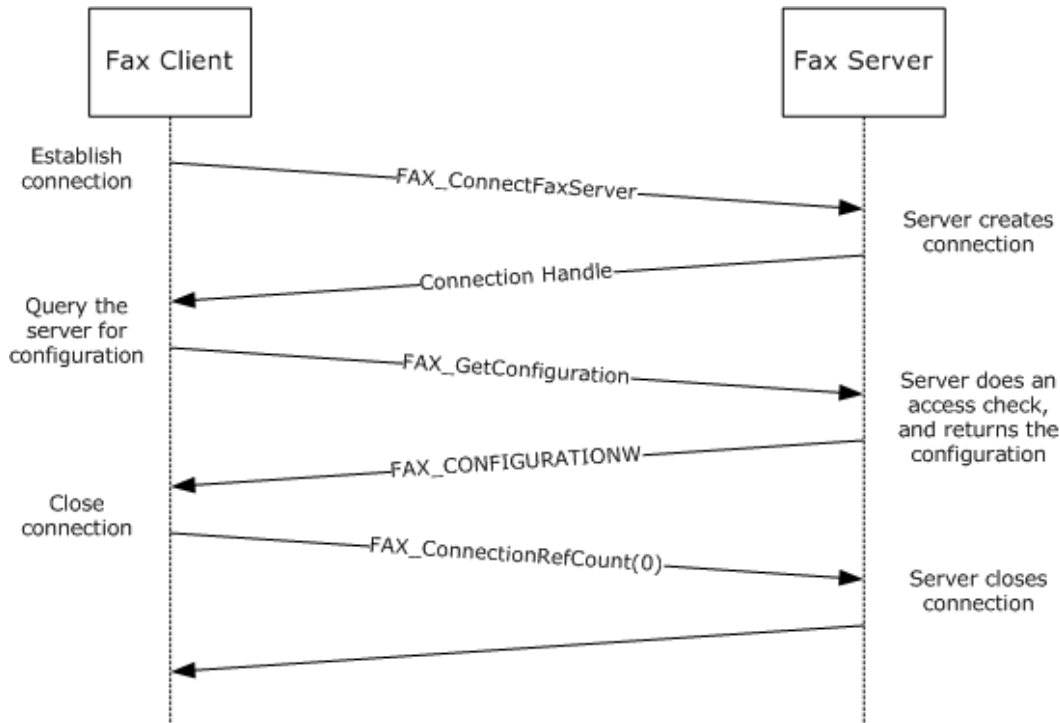 Fax Client
Fax Server
Establish
connection
FAX_ConnectFaxServer
Server creates
connection
Connection Handle
Query the
server for
configuration
FAX_GetConfiguration
Server does an
access check,
and returns the
configuration
FAX_CONFIGURATIONW
Close
connection
FAX_ConnectionRefCount(0)
Server closes
connection